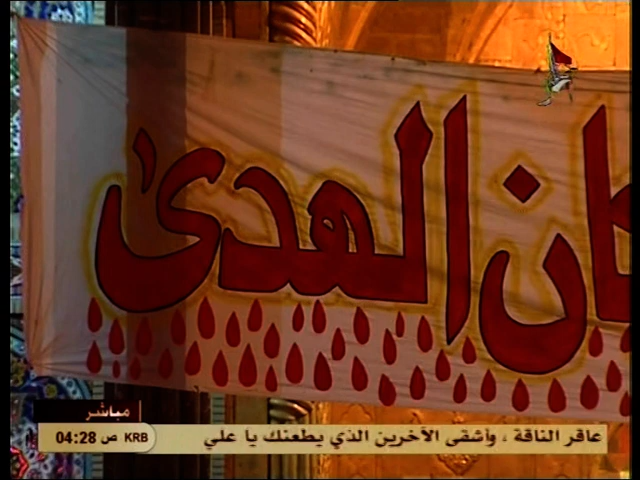 ان الهدى
مباشر
عاقر الناقة ، وأشقى الآخرين الذي يطعنك يا علي
KRB ص 04:28